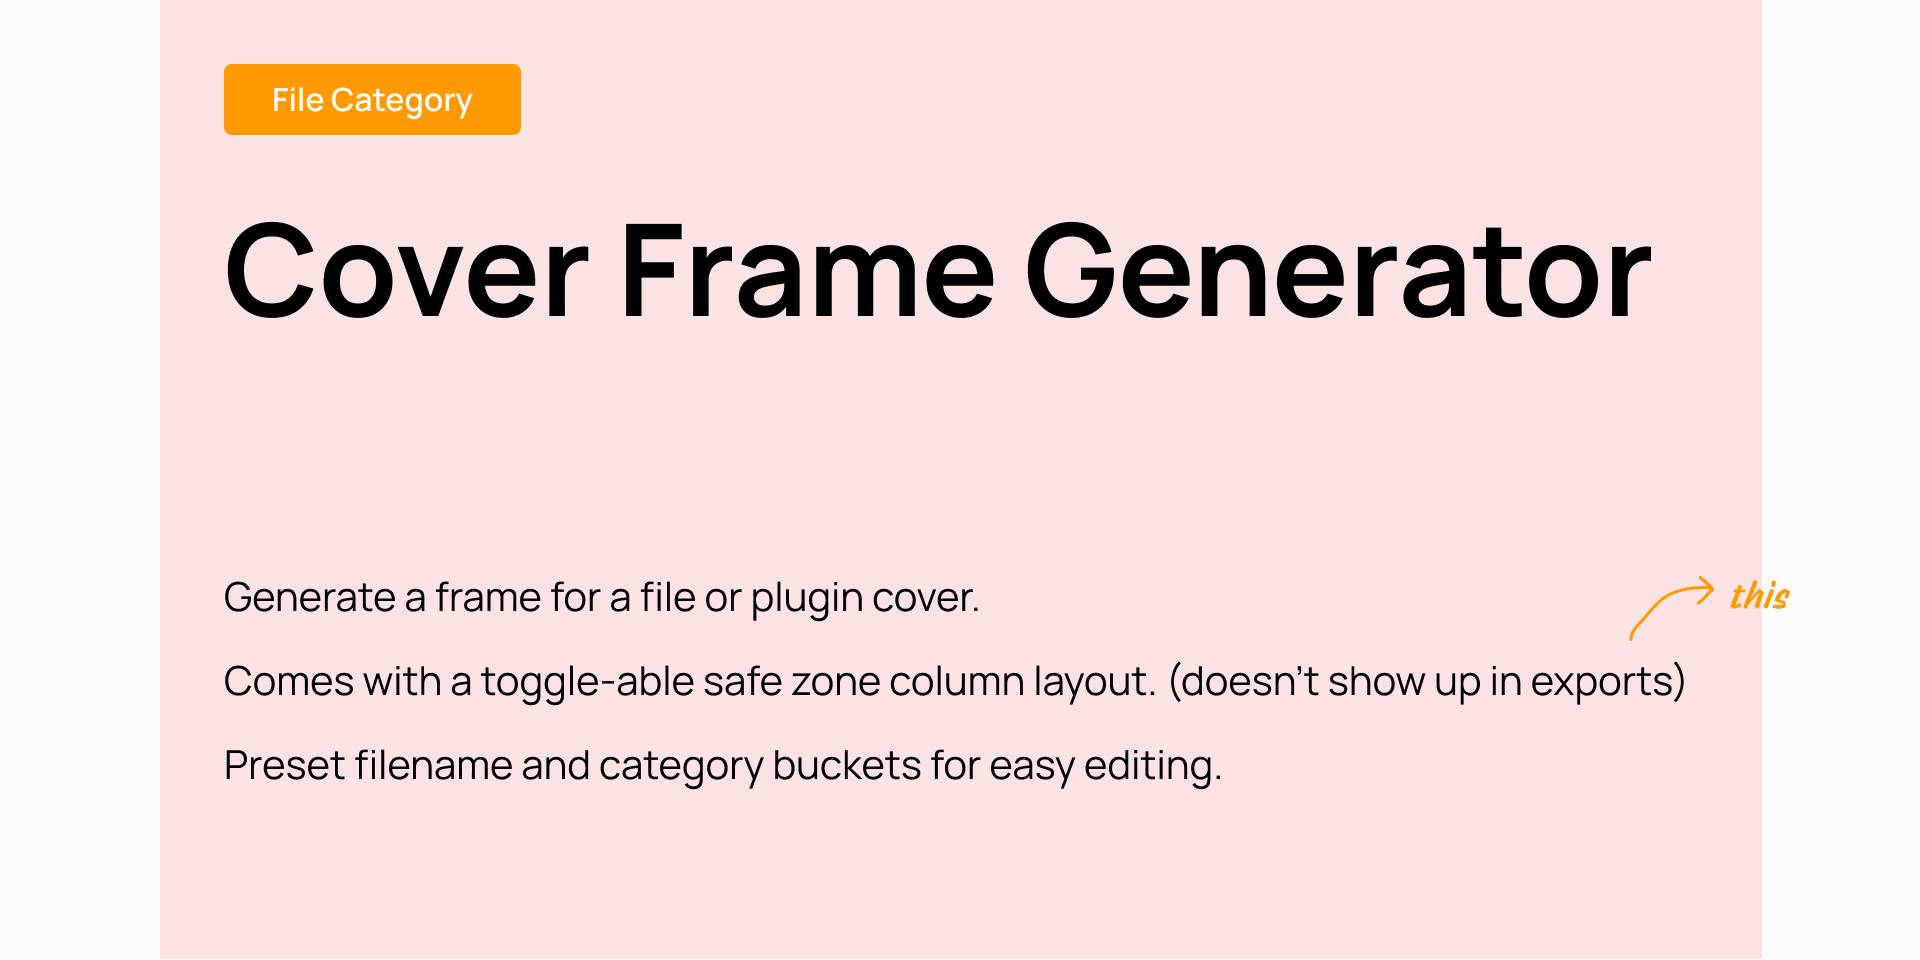 File Category
Cover Frame Generator
Generate a frame for a file or plugin cover.
this
Comes with a toggle-able safe zone column layout. (doesn’t show up in exports)
Preset filename and category buckets for easy editing.